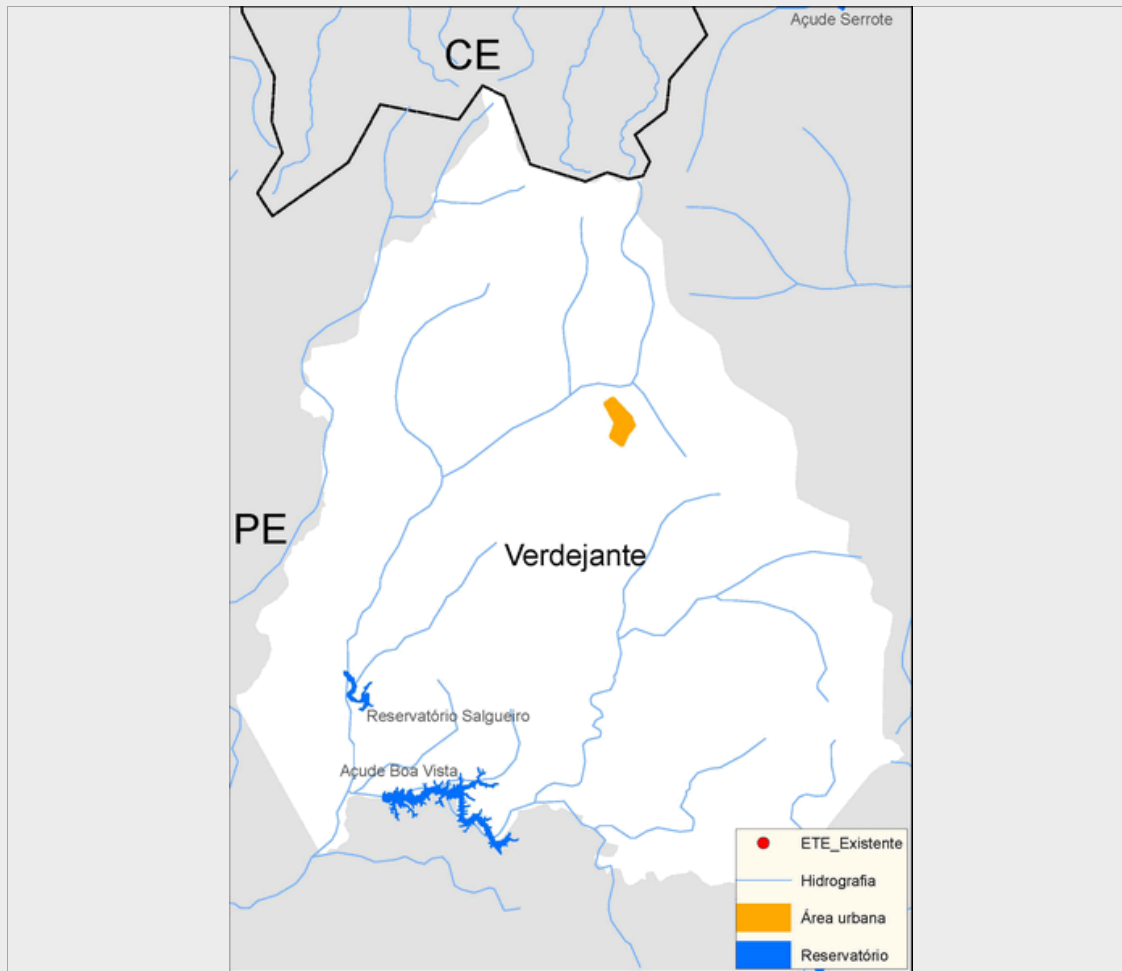 Açude Serrote
CE
PE
Verdejante
Reservatório Salgueiro
Açude Boa Vista
ETE_Existente
Hidrografia
Área urbana
Reservatório